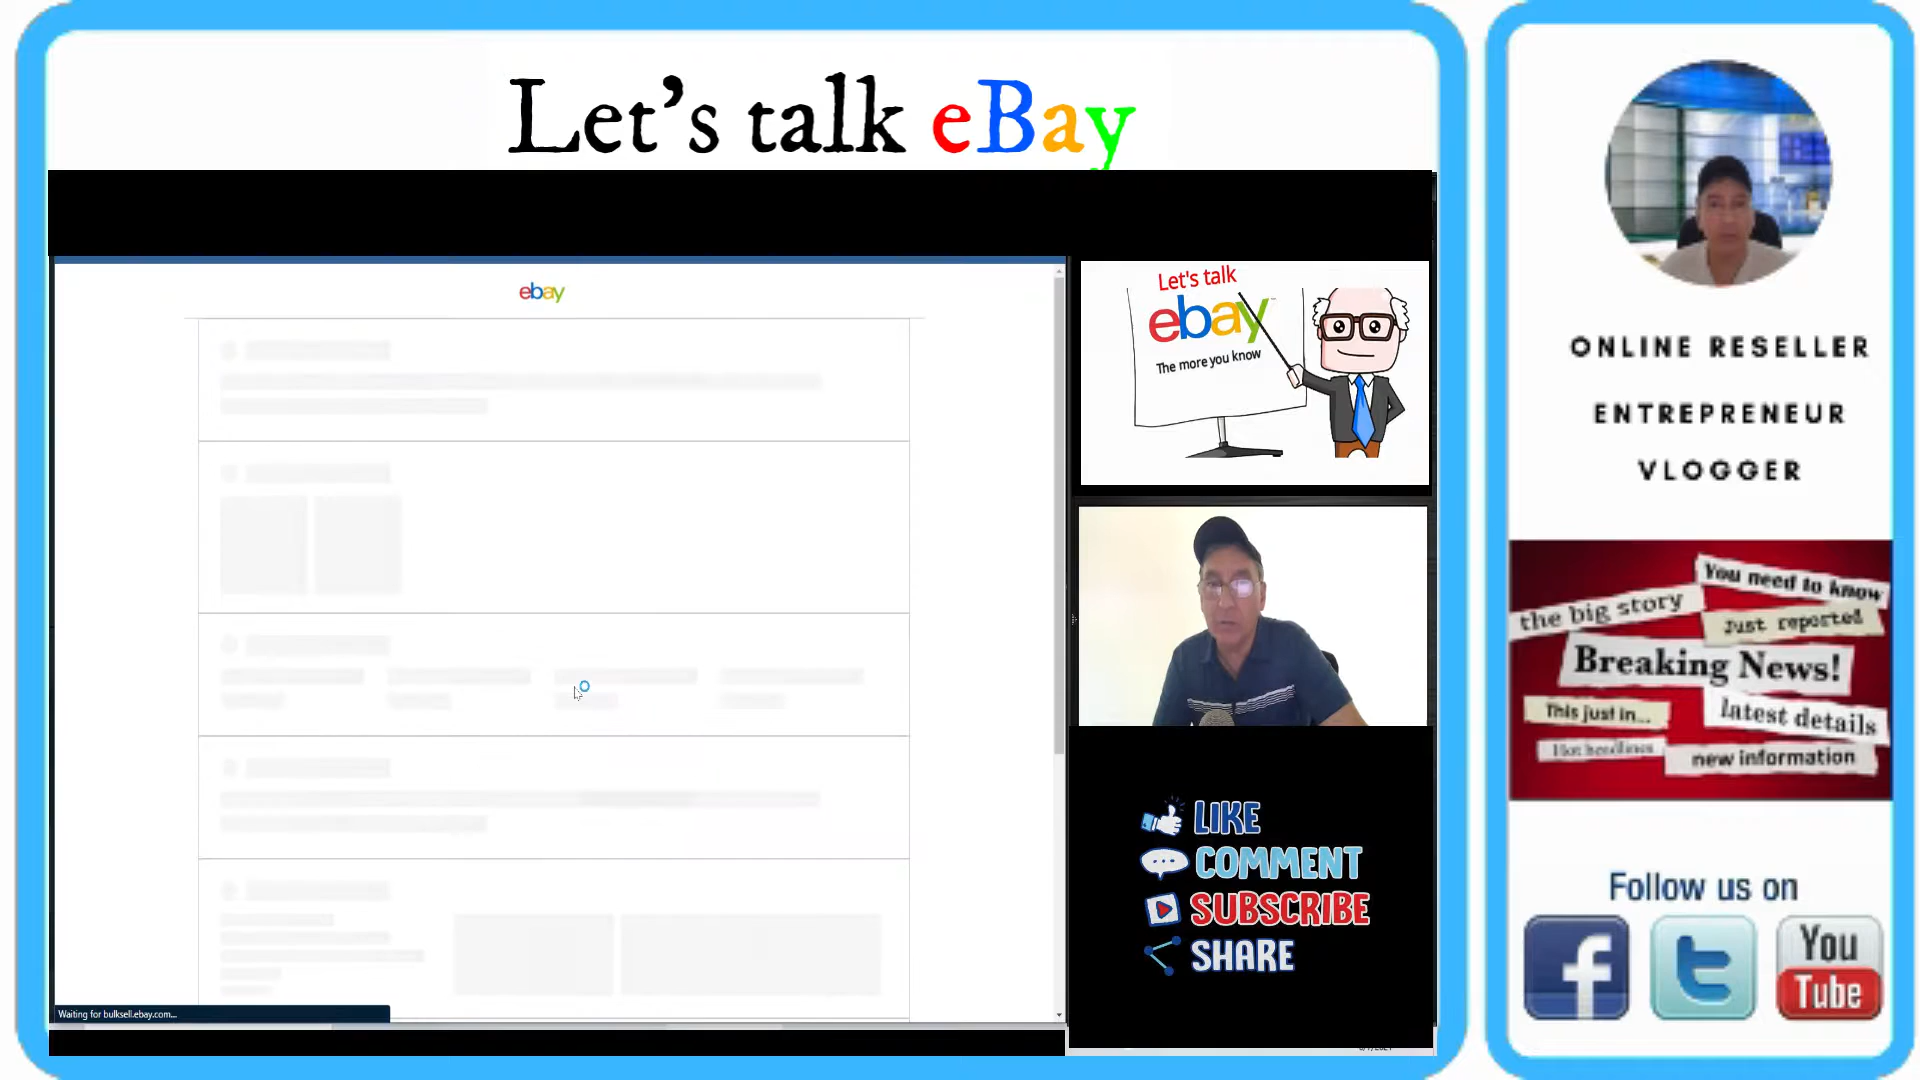 Let's talk eBay
ebay
Waiting for bulksell.ebay.com...
Let's talk
ebay
The more you know
LIKE
COMMENT
SUBSCRIBE
SHARE
ONLINE RESELLER
ENTREPRENEUR
VLOGGER
You need to know
the big story
Just reported
Breaking News!
This just in...
latest details
Hot headlines
new information
Follow us on
f
t
You
Tube